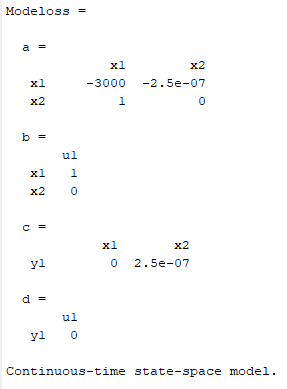 Modeloss =
a =
x1 x2
x1 -3000 -2.5e-07
x2 1 0
b =
u1
x1 1
x2 0
c =
x1 x2
y1 0 2.5e-07
d =
u1
y1 0
Continuous-time state-space model.